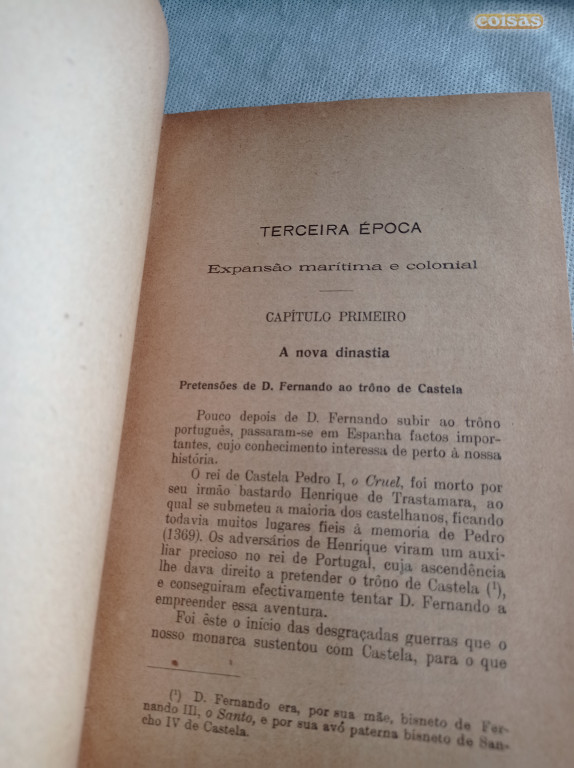 coisas
TERCEIRA ÉPOCA
Expansão marítima e colonial
CAPÍTULO PRIMEIRO
A nova dinastia
Pretensões de D. Fernando ao trôno de Castela
Pouco depois de D. Fernando subir ao trôno
português, passaram-se em Espanha factos impor-
tantes, cujo conhecimento interessa de perto à nossa
história.
O rei de Castela Pedro I, o Cruel, foi morto por
seu irmão bastardo Henrique de Trastamara, ao
qual se submeteu a maioria dos castelhanos, ficando
todavia muitos lugares fieis à memoria de Pedro
(1369). Os adversários de Henrique viram um auxi-
liar precioso no rei de Portugal, cuja ascendência
lhe dava direito a pretender o trôno de Castela (¹),
e conseguiram efectivamente tentar D. Fernando a
empreender essa aventura.
Foi êste o início das desgraçadas guerras que o
nosso monarca sustentou com Castela, para o que
(¹) D. Fernando era, por sua mãe, bisneto de Fer-
nando III, o Santo, e por sua avó paterna bisneto de San-
cho IV de Castela.